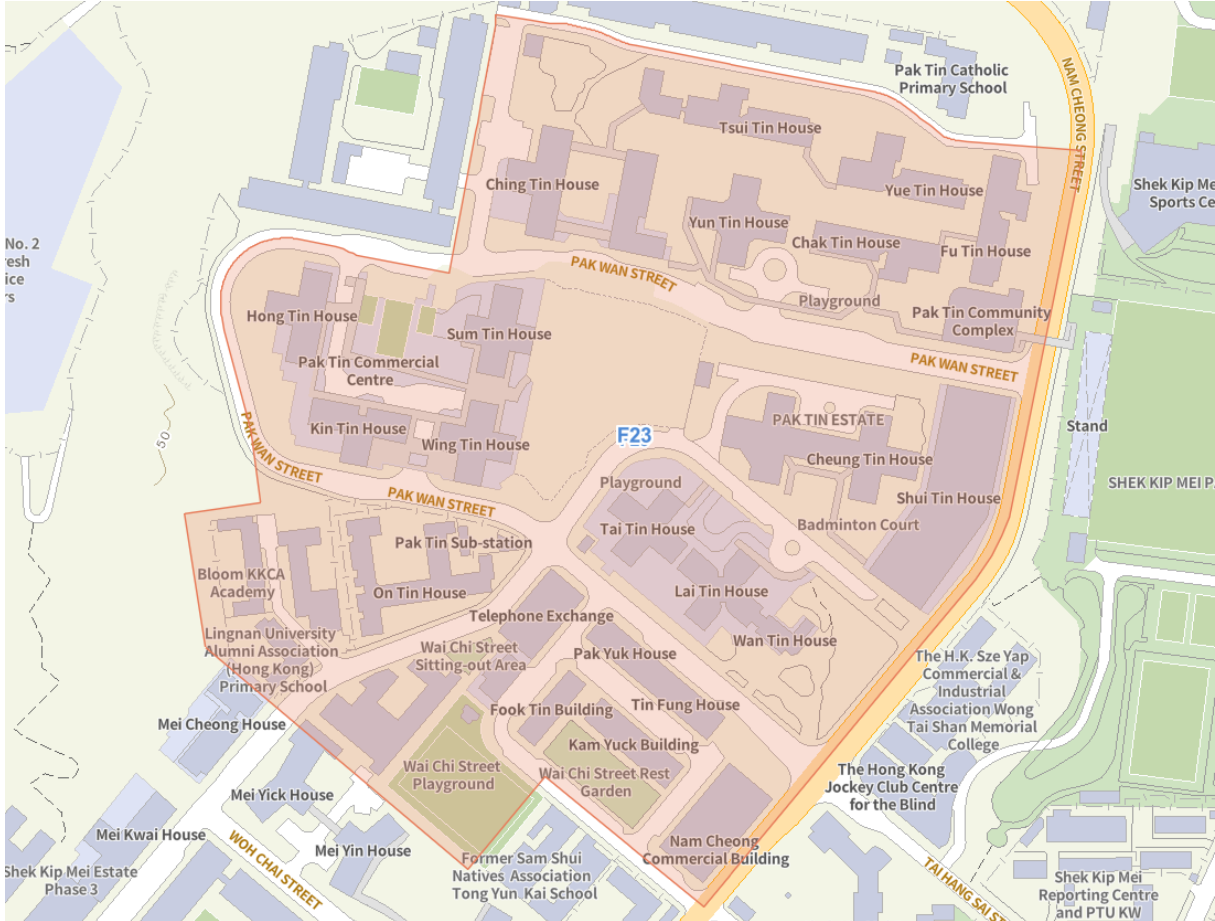 Pak Tin Catholic
Primary School
NAM CHEONG STREET
Tsui Tin House
Ching Tin House
Yue Tin House
Shek Kip Me
Sports Ce
Yun Tin House
Chak Tin House
Fu Tin House
No. 2
resh
ice
rs
PAK WAN STREET
Playground
Hong Tin House
Sum Tin House
Pak Tin Community
Complex
Pak Tin Commercial
Centre
PAK WAN STREET
PAK TIN ESTATE
Kin Tin House
Wing Tin House
F23
Stand
50
PAK WAN STREET
Cheung Tin House
Playground
SHEK KIP MEI P
PAK WAN STREET
Shui Tin House
Tai Tin House
Badminton Court
Pak Tin Sub-station
Bloom KKCA
Academy
On Tin House
Lai Tin House
Telephone Exchange
Lingnan University
Alumni Association
(Hong Kong)
Primary School
Wai Chi Street
Sitting-out Area
Wan Tin House
Pak Yuk House
The H.K. Sze Yap
Commercial &
Industrial
Association Wong
Tai Shan Memorial
College
Mei Cheong House
Fook Tin Building
Tin Fung House
Kam Yuck Building
Wai Chi Street
Playground
Wai Chi Street Rest
Garden
The Hong Kong
Jockey Club Centre
for the Blind
Mei Yick House
Mei Kwai House
WOH CHAI STREET
Mei Yin House
Nam Cheong
Commercial Building
Shek Kip Mei Estate
Phase 3
Former Sam Shui
Natives Association
Tong Yun Kai School
TAI HANG SAI ST
Shek Kip Mei
Reporting Centre
and PTU KW